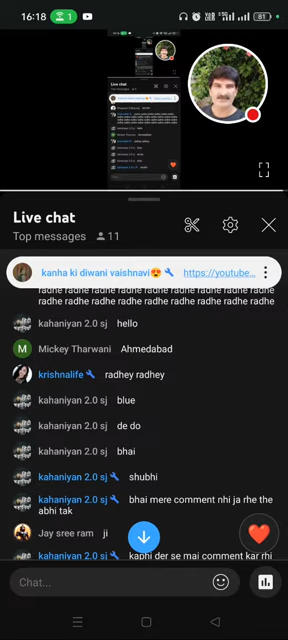 16:18
1
81
Live chat
Top messages 11
kanha ki diwani vaishnavi😍 https://youtube...
radhe radhe radhe radhe radhe radhe radhe
radhe radhe radhe radhe radhe radhe radhe
kahaniyan 2.0 sj hello
M Mickey Tharwani Ahmedabad
krishnalife radhey radhey
kahaniyan 2.0 sj blue
kahaniyan 2.0 sj de do
kahaniyan 2.0 sj bhai
kahaniyan 2.0 sj shubhi
kahaniyan 2.0 sj bhai mere comment nhi ja rhe the
abhi tak
Jay sree ram ji
kahaniyan 2.0 sj kaphi der se mai comment kar rhi
Chat...